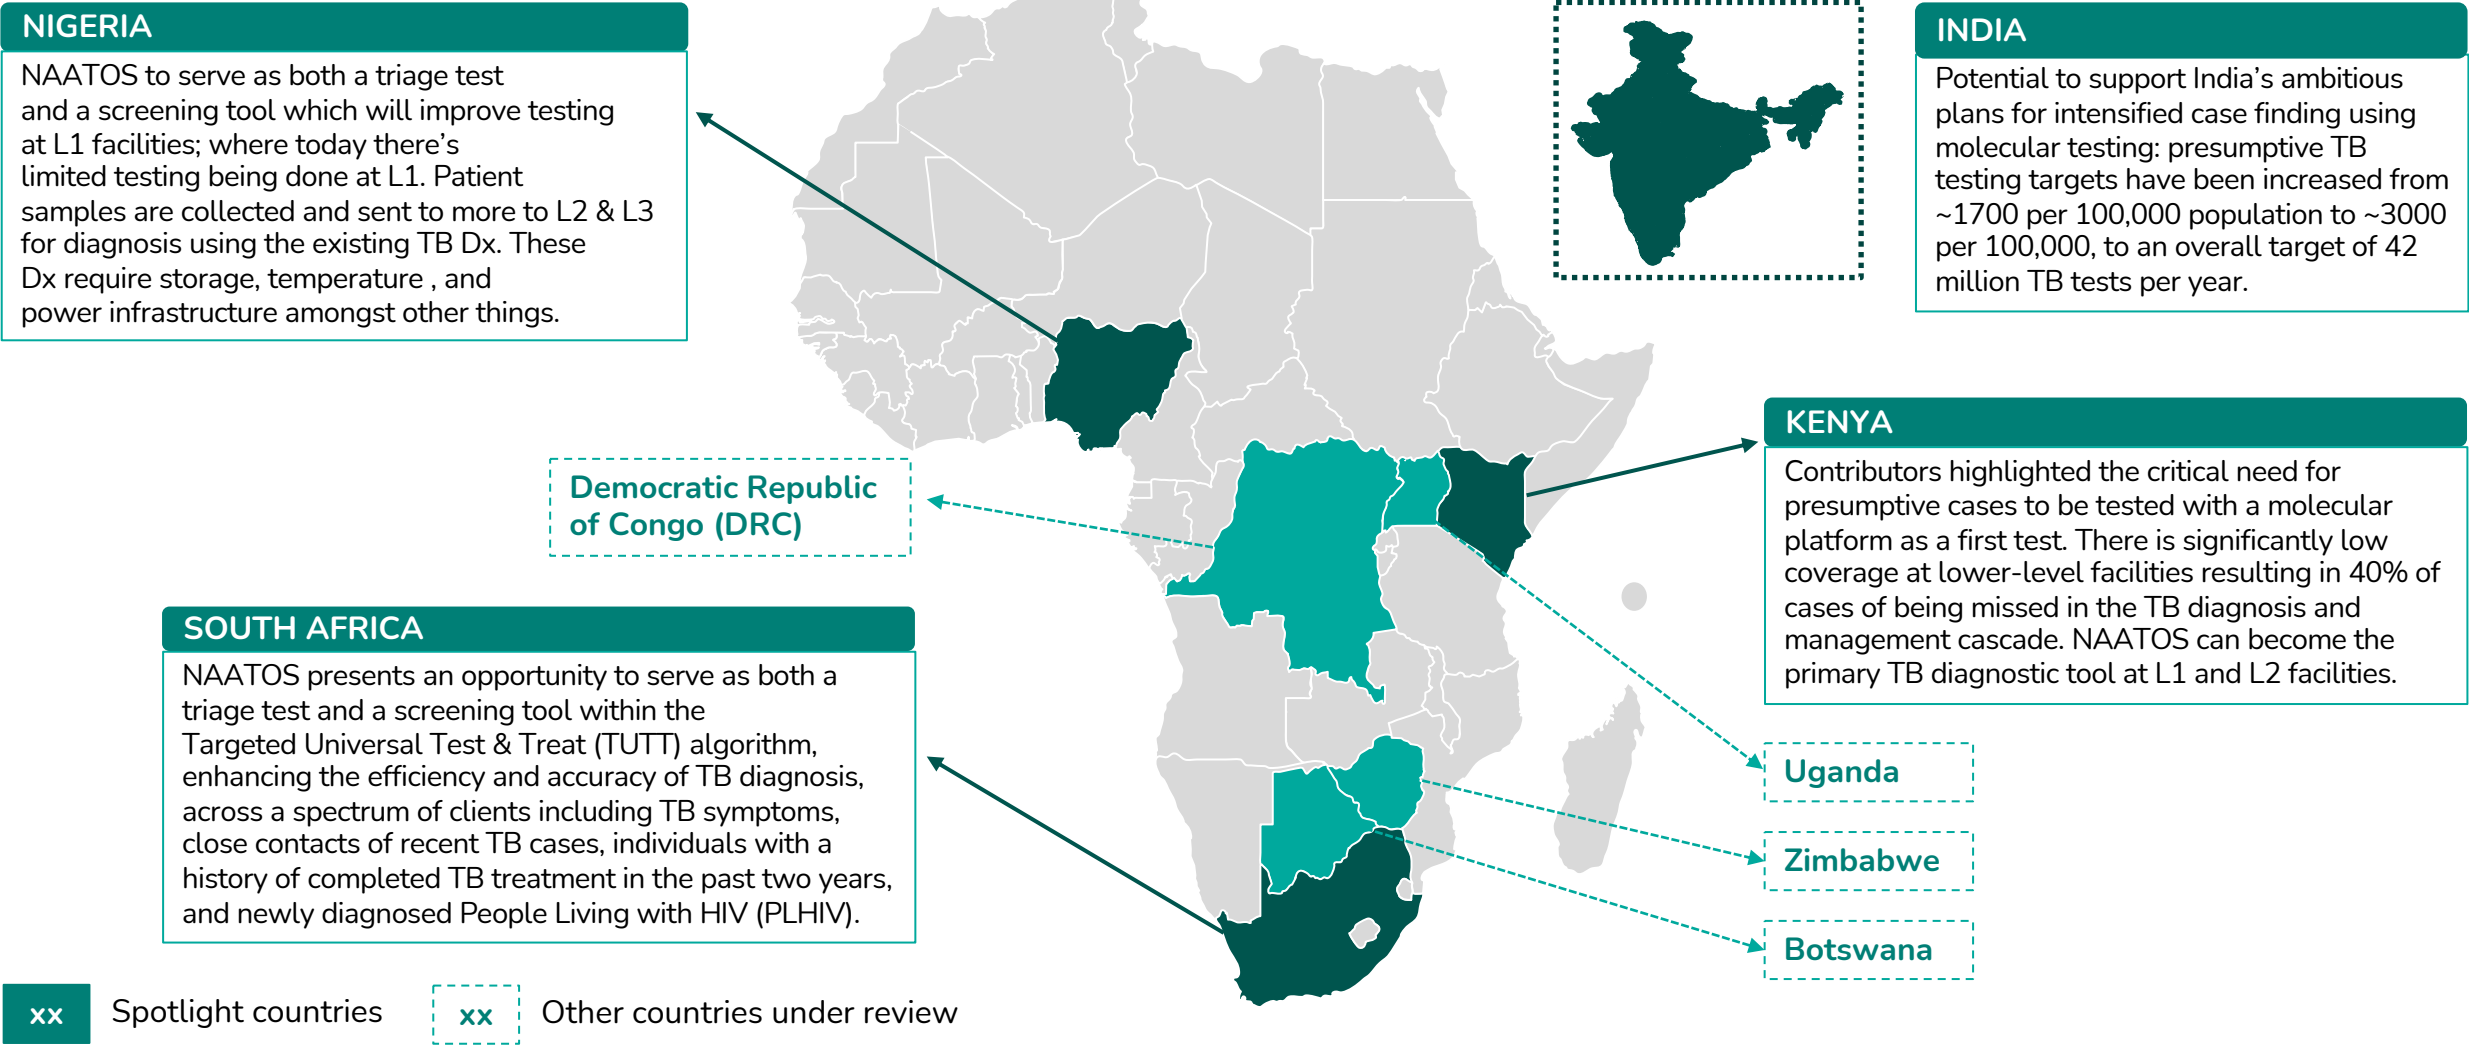 NIGERIA
NAATOS to serve as both a triage test
and a screening tool which will improve testing
at L1 facilities; where today there’s
limited testing being done at L1. Patient
samples are collected and sent to more to L2 & L3
for diagnosis using the existing TB Dx. These
Dx require storage, temperature , and
power infrastructure amongst other things.
INDIA
Potential to support India’s ambitious
plans for intensified case finding using
molecular testing: presumptive TB
testing targets have been increased from
~1700 per 100,000 population to ~3000
per 100,000, to an overall target of 42
million TB tests per year.
KENYA
Contributors highlighted the critical need for
presumptive cases to be tested with a molecular
platform as a first test. There is significantly low
coverage at lower-level facilities resulting in 40% of
cases of being missed in the TB diagnosis and
management cascade. NAATOS can become the
primary TB diagnostic tool at L1 and L2 facilities.
Democratic Republic
of Congo (DRC)
SOUTH AFRICA
NAATOS presents an opportunity to serve as both a
triage test and a screening tool within the
Targeted Universal Test & Treat (TUTT) algorithm,
enhancing the efficiency and accuracy of TB diagnosis,
across a spectrum of clients including TB symptoms,
close contacts of recent TB cases, individuals with a
history of completed TB treatment in the past two years,
and newly diagnosed People Living with HIV (PLHIV).
Uganda
Zimbabwe
Botswana
xx Spotlight countries
xx Other countries under review